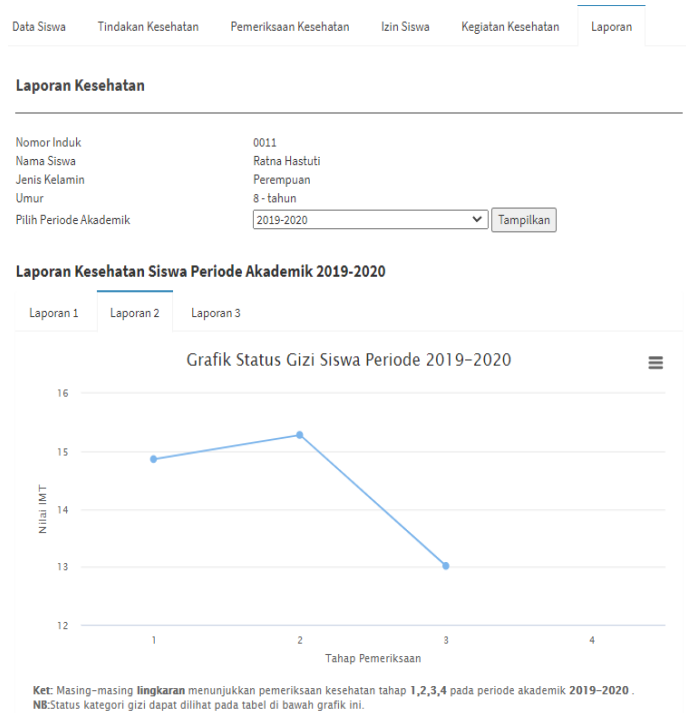 Data Siswa Tindakan Kesehatan Pemeriksaan Kesehatan Izin Siswa Kegiatan Kesehatan Laporan
Laporan Kesehatan
Nomor Induk 0011
Nama Siswa Ratna Hastuti
Jenis Kelamin Perempuan
Umur 8 - tahun
Pilih Periode Akademik 2019-2020 Tampilkan
Laporan Kesehatan Siswa Periode Akademik 2019-2020
Laporan 1 Laporan 2 Laporan 3
Grafik Status Gizi Siswa Periode 2019-2020
16
15
14
13
12
Nilai IMT
1 2 3 4
Tahap Pemeriksaan
Ket: Masing-masing lingkaran menunjukkan pemeriksaan kesehatan tahap 1,2,3,4 pada periode akademik 2019-2020 .
NB:Status kategori gizi dapat dilihat pada tabel di bawah grafik ini.